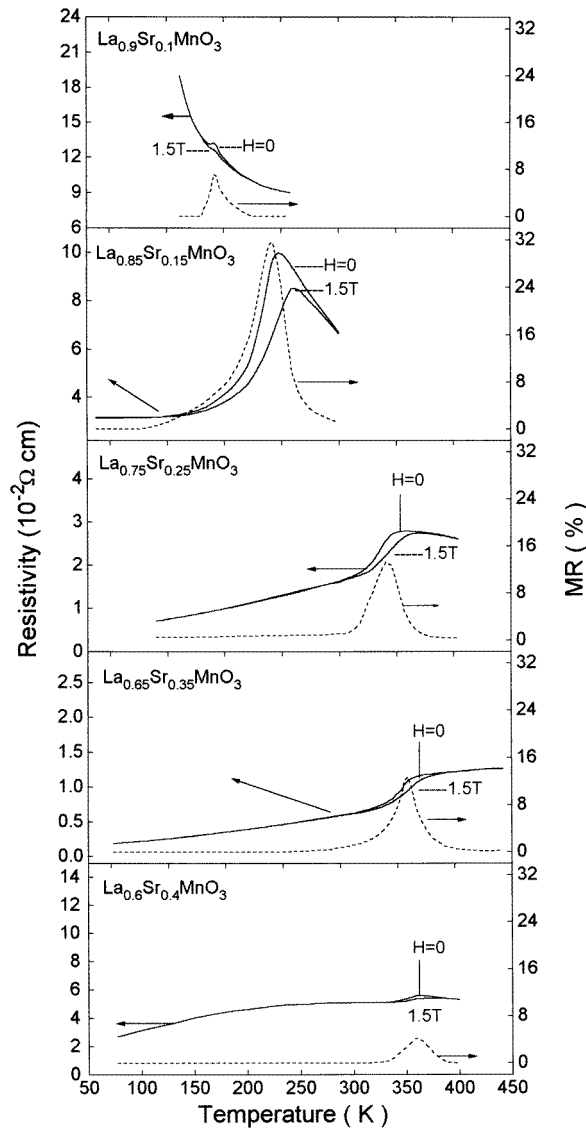 La0.9Sr0.1MnO3
24
21
18
15
12
9
6
32
24
16
8
0
1.5T
H=0
La0.85Sr0.15MnO3
10
8
6
4
32
24
16
8
0
H=0
1.5T
La0.75Sr0.25MnO3
4
3
2
1
0
32
24
16
8
0
H=0
1.5T
La0.65Sr0.35MnO3
2.5
2.0
1.5
1.0
0.5
0.0
32
24
16
8
0
H=0
1.5T
La0.6Sr0.4MnO3
14
12
10
8
6
4
2
0
32
24
16
8
0
H=0
1.5T
50 100 150 200 250 300 350 400 450
Temperature ( K )
Resistivity (10-2Ω cm)
MR ( % )